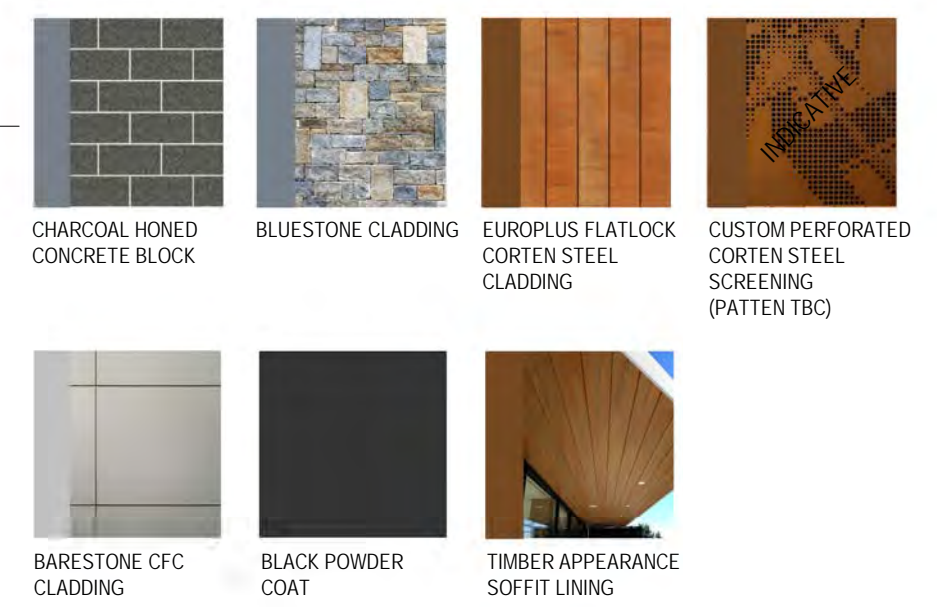 CHARCOAL HONED
CONCRETE BLOCK
BLUESTONE CLADDING
EUROPLUS FLATLOCK
CORTEN STEEL
CLADDING
INDICATIVE
CUSTOM PERFORATED
CORTEN STEEL
SCREENING
(PATTEN TBC)
BARESTONE CFC
CLADDING
BLACK POWDER
COAT
TIMBER APPEARANCE
SOFFIT LINING